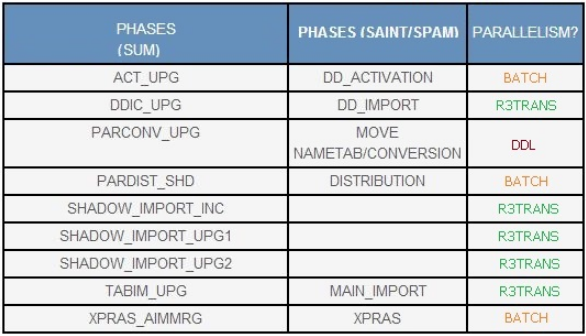 PHASES
(SUM)
PHASES (SAINT/SPAM)
PARALLELISM?
ACT_UPG DD_ACTIVATION BATCH
DDIC_UPG DD_IMPORT R3TRANS
PARCONV_UPG MOVE
NAMETAB/CONVERSION DDL
PARDIST_SHD DISTRIBUTION BATCH
SHADOW_IMPORT_INC R3TRANS
SHADOW_IMPORT_UPG1 R3TRANS
SHADOW_IMPORT_UPG2 R3TRANS
TABIM_UPG MAIN_IMPORT R3TRANS
XPRAS_AIMMRG XPRAS BATCH